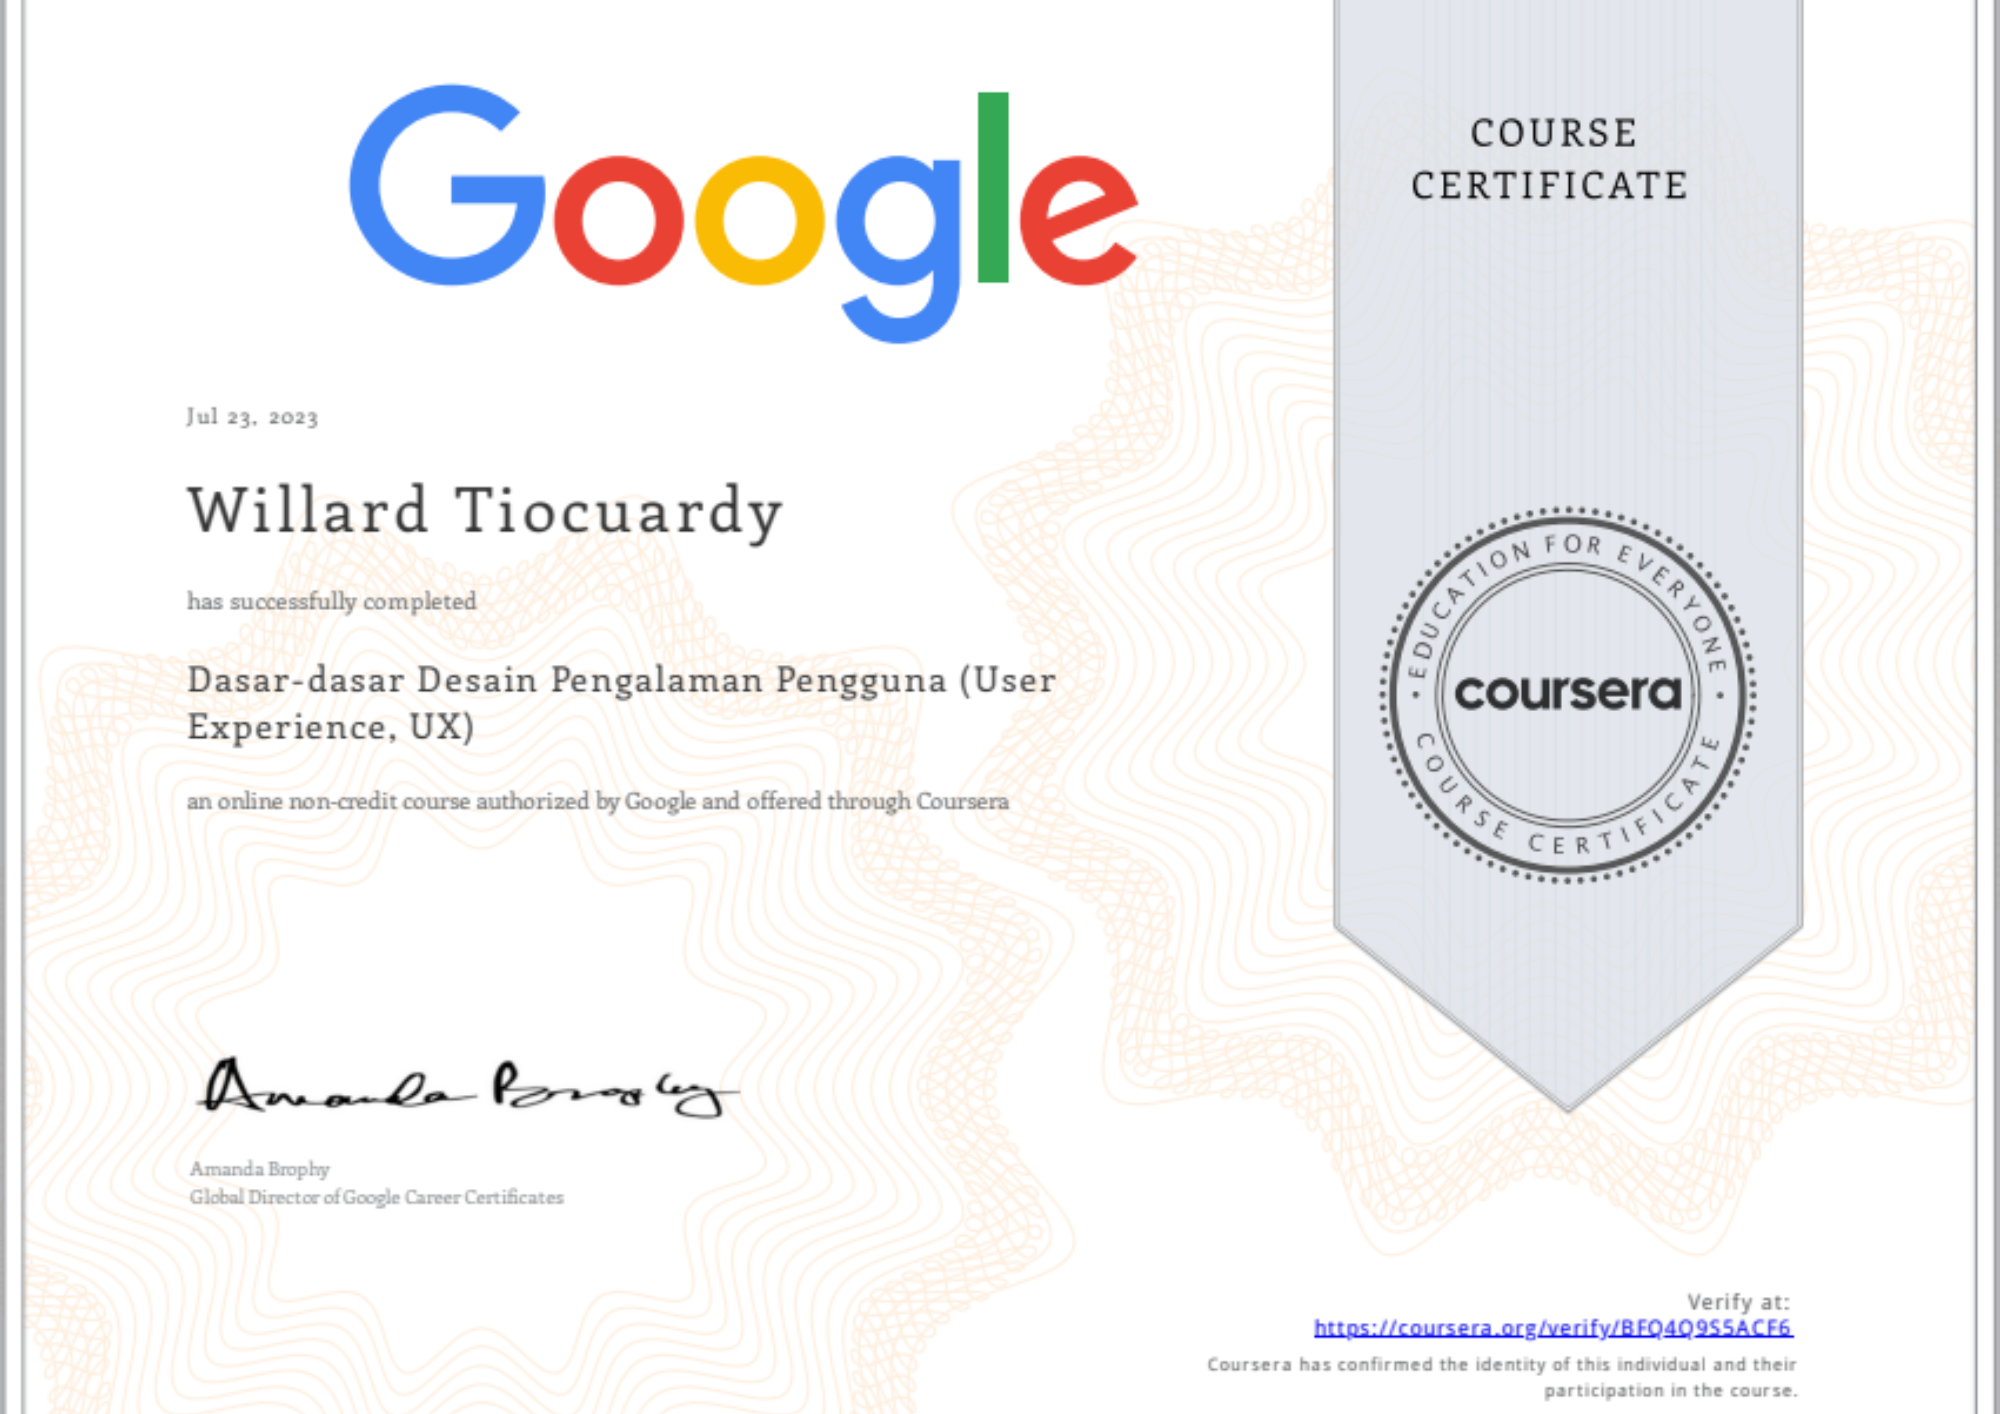 Google
COURSE
CERTIFICATE
Jul 23, 2023
Willard Tiocuardy
has successfully completed
Dasar-dasar Desain Pengalaman Pengguna (User
Experience, UX)
an online non-credit course authorized by Google and offered through Coursera
EDUCATION FOR EVERYONE
coursera
COURSE CERTIFICATE
Amanda Brophy
Amanda Brophy
Global Director of Google Career Certificates
Verify at:
https://coursera.org/verify/BFQ4Q9S5ACF6
Coursera has confirmed the identity of this individual and their
participation in the course.